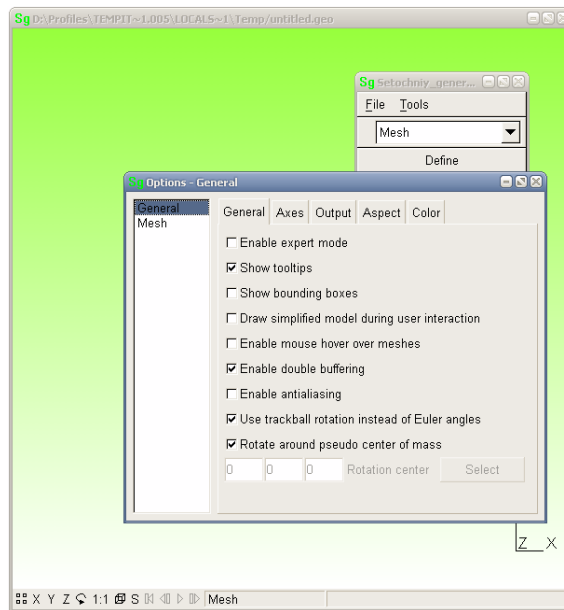 Sg D:\Profiles\TEMPIT~1.005\LOCALS~1\Temp/untitled.geo
Sg Setochniy_gener...
File Tools
Mesh
Define
Sg Options - General
General
Mesh
General Axes Output Aspect Color
Enable expert mode
Show tooltips
Show bounding boxes
Draw simplified model during user interaction
Enable mouse hover over meshes
Enable double buffering
Enable antialiasing
Use trackball rotation instead of Euler angles
Rotate around pseudo center of mass
0 0 0 Rotation center Select
Z X
X Y Z 1:1 S Mesh